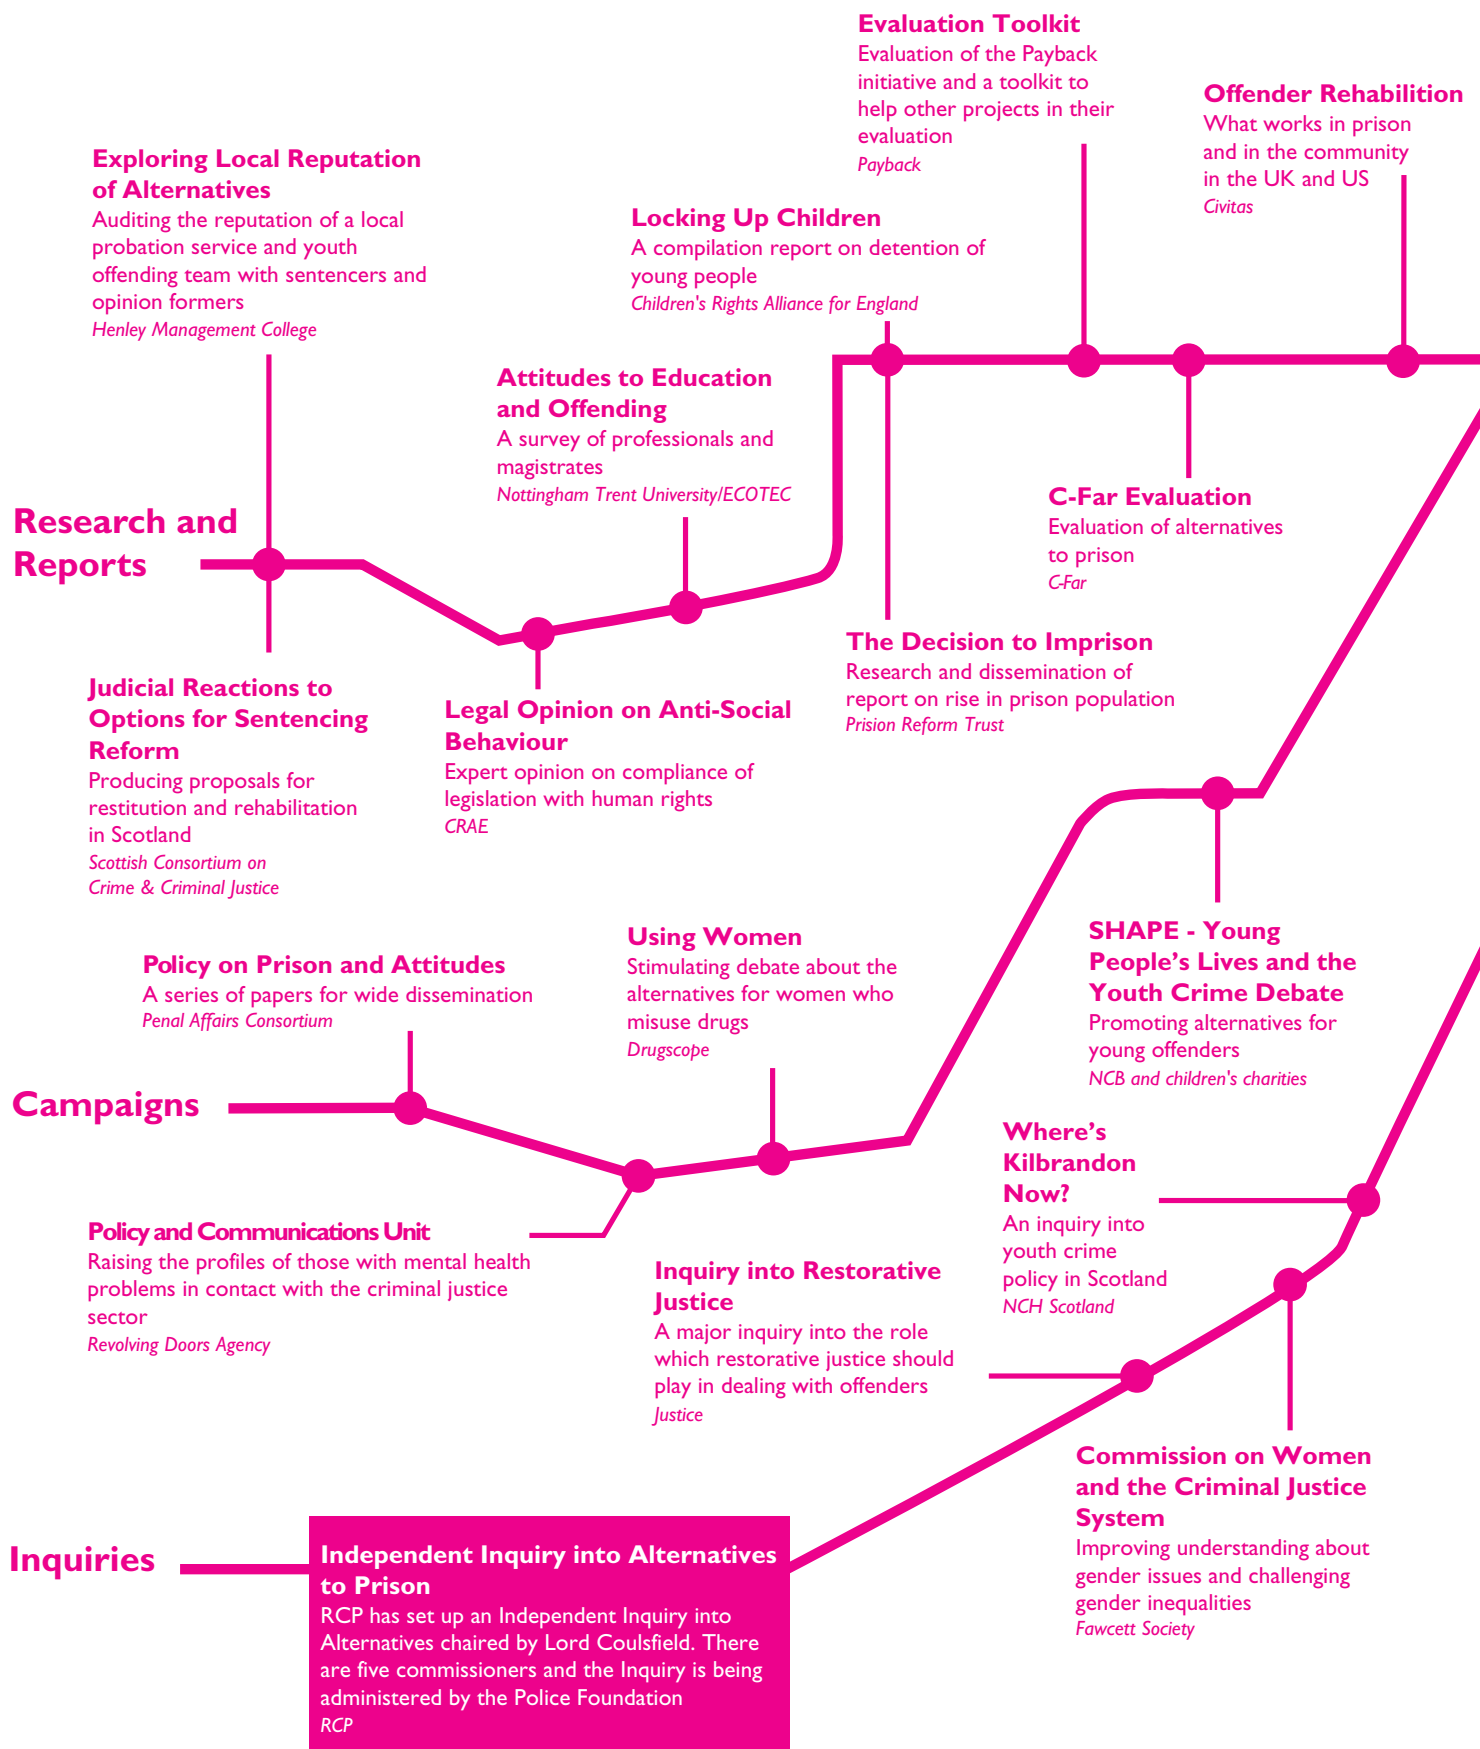 Evaluation Toolkit
Evaluation of the Payback
initiative and a toolkit to
help other projects in their
evaluation
Payback
Offender Rehabilition
What works in prison
and in the community
in the UK and US
Civitas
Exploring Local Reputation
of Alternatives
Auditing the reputation of a local
probation service and youth
offending team with sentencers and
opinion formers
Henley Management College
Locking Up Children
A compilation report on detention of
young people
Children's Rights Alliance for England
Attitudes to Education
and Offending
A survey of professionals and
magistrates
Nottingham Trent University/ECOTEC
C-Far Evaluation
Evaluation of alternatives
to prison
C-Far
Research and
Reports
The Decision to Imprison
Research and dissemination of
report on rise in prison population
Prision Reform Trust
Judicial Reactions to
Options for Sentencing
Reform
Producing proposals for
restitution and rehabilitation
in Scotland
Scottish Consortium on
Crime & Criminal Justice
Legal Opinion on Anti-Social
Behaviour
Expert opinion on compliance of
legislation with human rights
CRAE
SHAPE - Young
People's Lives and the
Youth Crime Debate
Promoting alternatives for
young offenders
NCB and children's charities
Using Women
Stimulating debate about the
alternatives for women who
misuse drugs
Drugscope
Policy on Prison and Attitudes
A series of papers for wide dissemination
Penal Affairs Consortium
Campaigns
Where's
Kilbrandon
Now?
An inquiry into
youth crime
policy in Scotland
NCH Scotland
Policy and Communications Unit
Raising the profiles of those with mental health
problems in contact with the criminal justice
sector
Revolving Doors Agency
Inquiry into Restorative
Justice
A major inquiry into the role
which restorative justice should
play in dealing with offenders
Justice
Commission on Women
and the Criminal Justice
System
Improving understanding about
gender issues and challenging
gender inequalities
Fawcett Society
Inquiries
Independent Inquiry into Alternatives
to Prison
RCP has set up an Independent Inquiry into
Alternatives chaired by Lord Coulsfield. There
are five commissioners and the Inquiry is being
administered by the Police Foundation
RCP